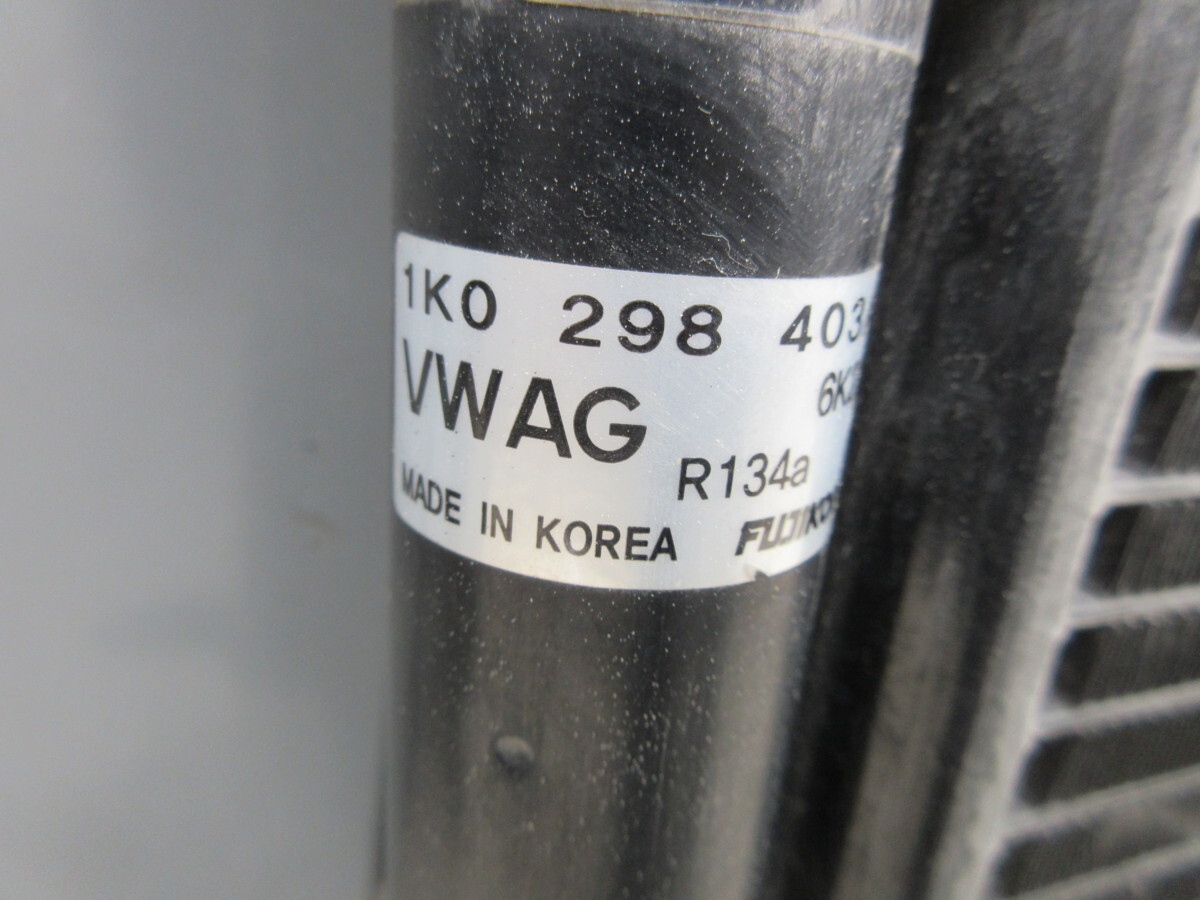 1K0 298 403
VWAG
R134a
MADE IN KOREA